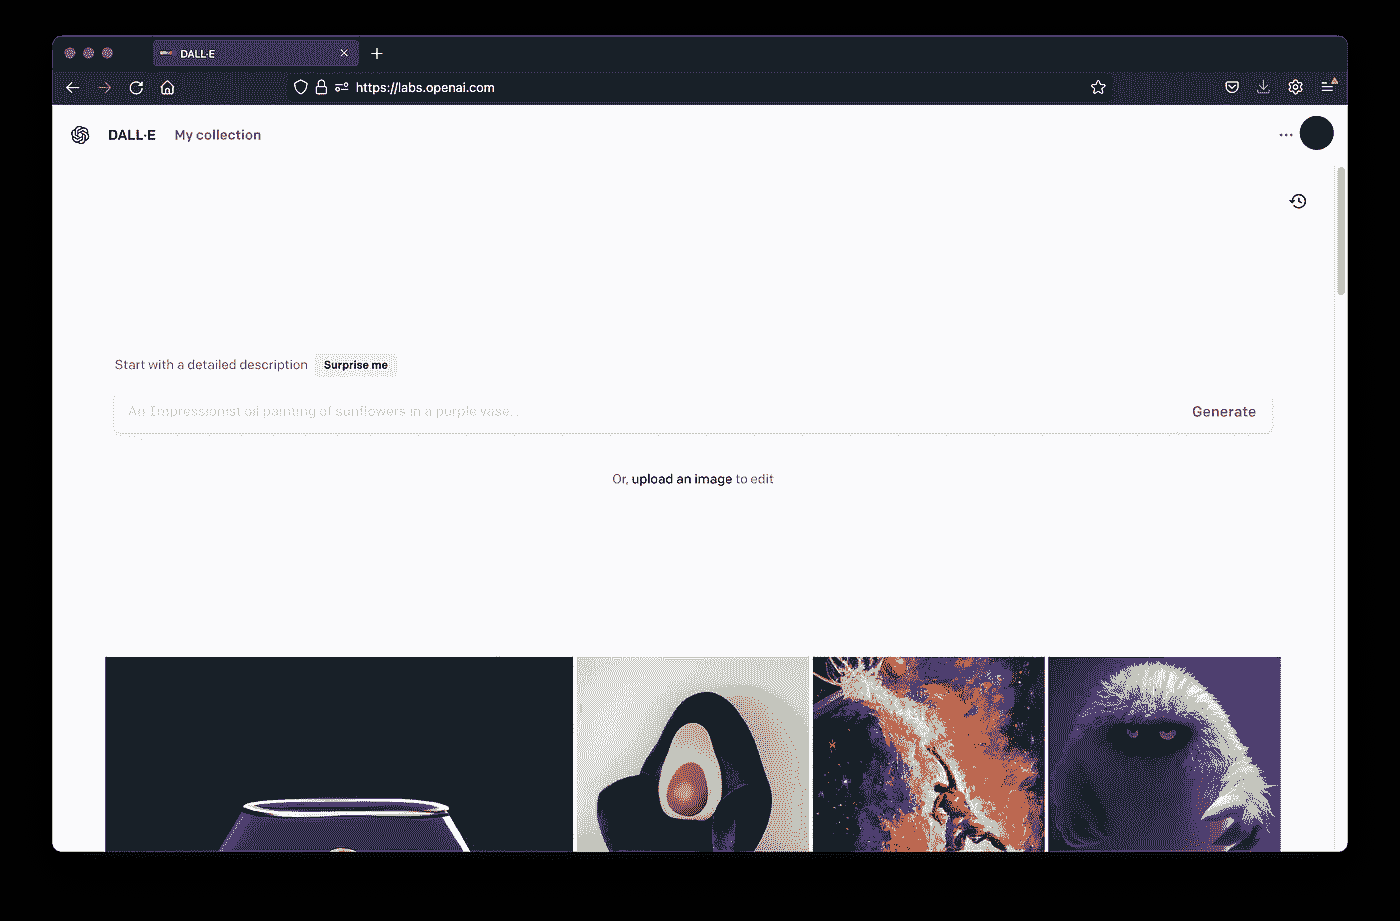 DALL·E
https://labs.openai.com
DALL·E My collection
Start with a detailed description Surprise me
An Impressionist oil painting of sunflowers in a purple vase...
Generate
Or, upload an image to edit